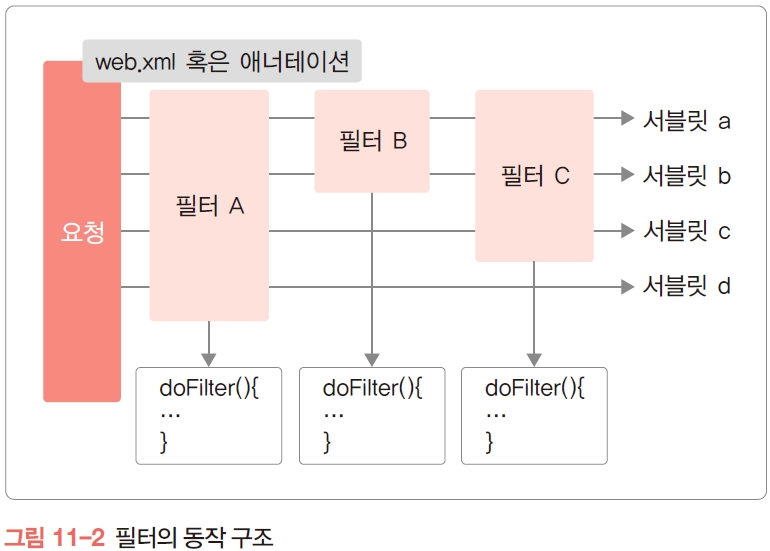 web.xml 혹은 애너테이션
요청
필터 A
필터 B
필터 C
서블릿 a
서블릿 b
서블릿 c
서블릿 d
doFilter(){
...
}
doFilter(){
...
}
doFilter(){
...
}
그림 11-2 필터의 동작 구조